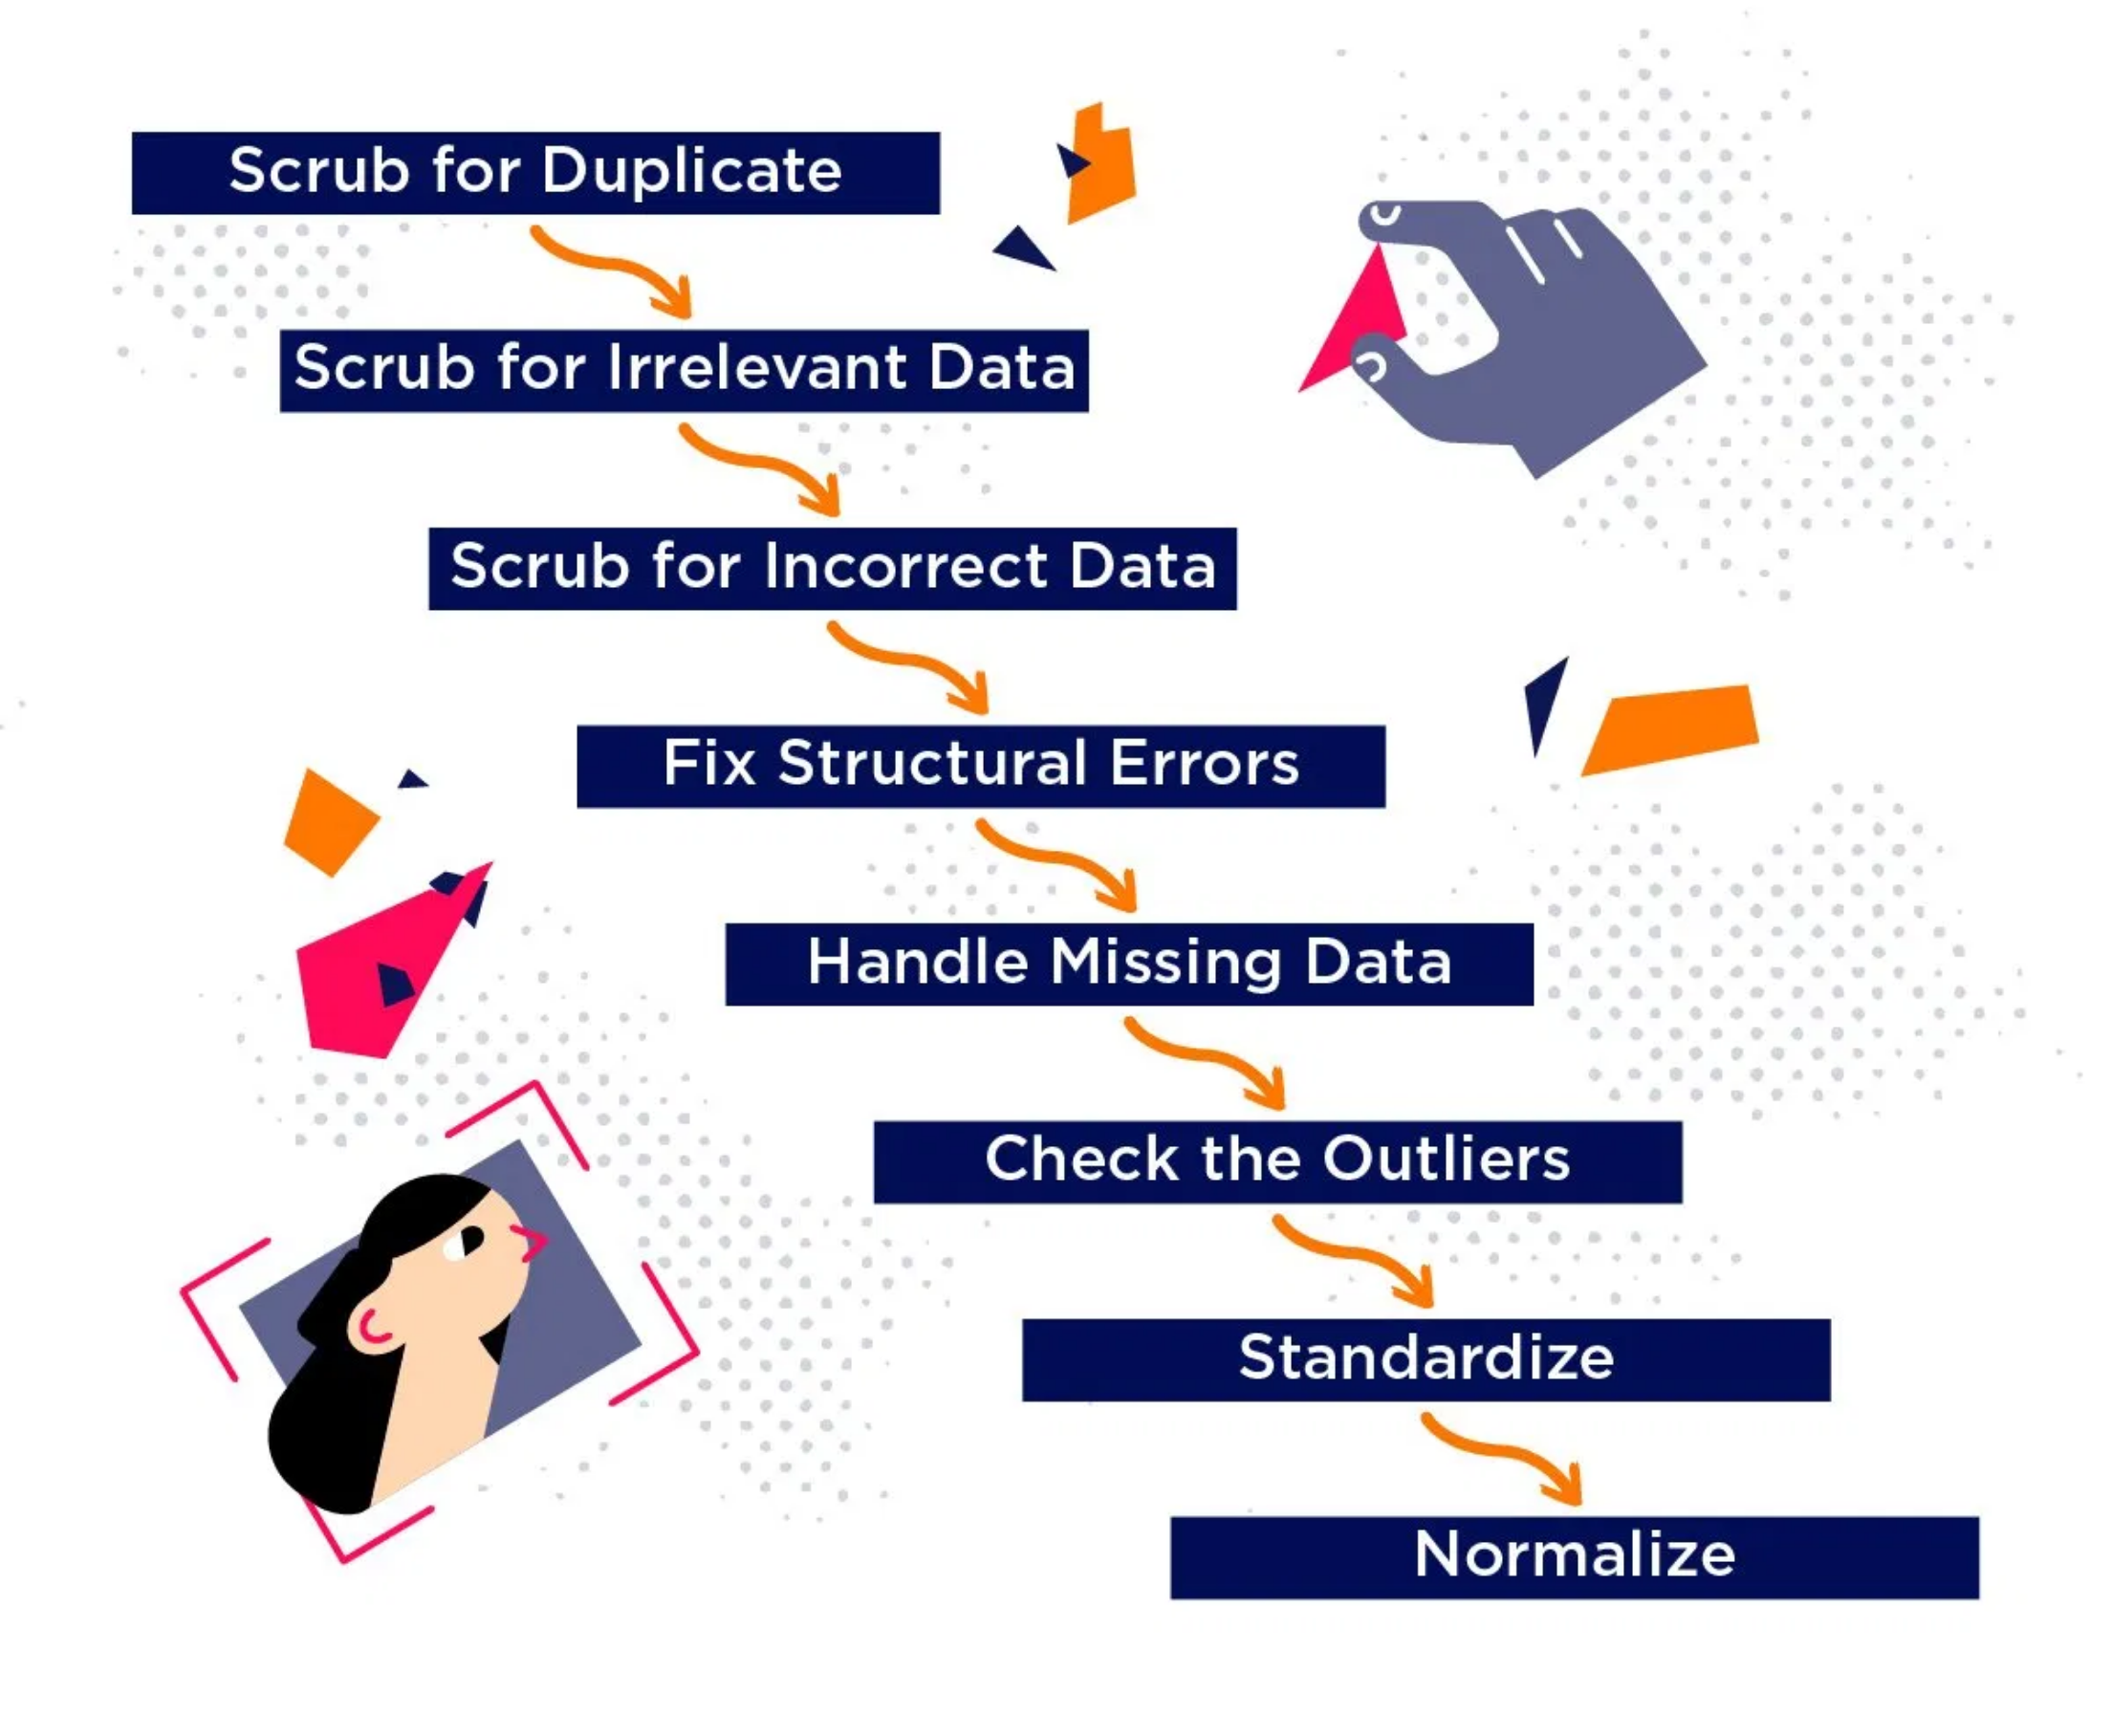 Scrub for Duplicate
Scrub for Irrelevant Data
Scrub for Incorrect Data
Fix Structural Errors
Handle Missing Data
Check the Outliers
Standardize
Normalize